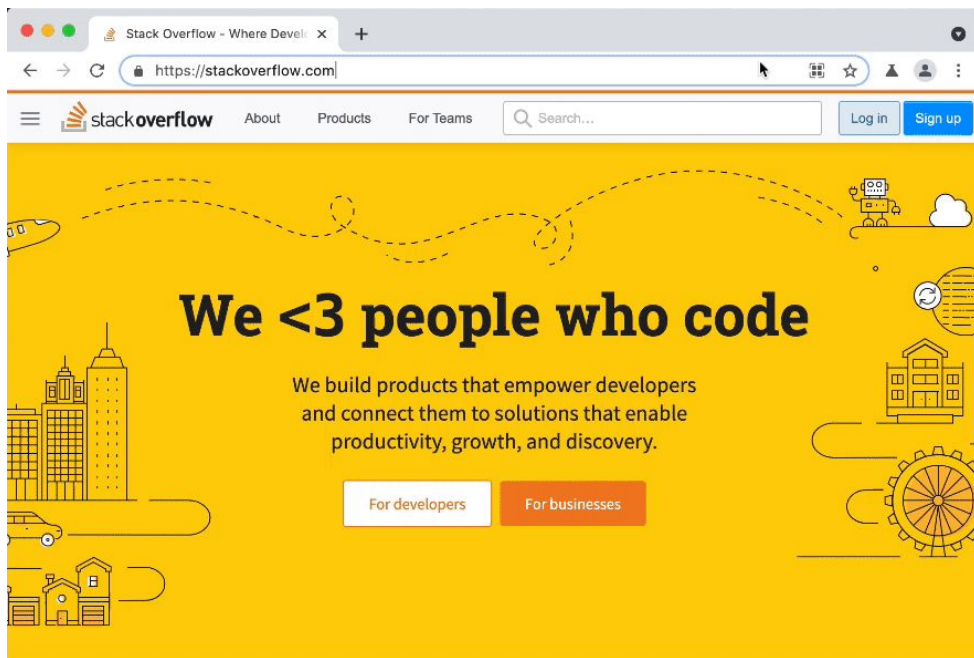 Stack Overflow - Where Devel
https://stackoverflow.com
stackoverflow About Products For Teams Search... Log in Sign up
We <3 people who code
We build products that empower developers
and connect them to solutions that enable
productivity, growth, and discovery.
For developers For businesses
B